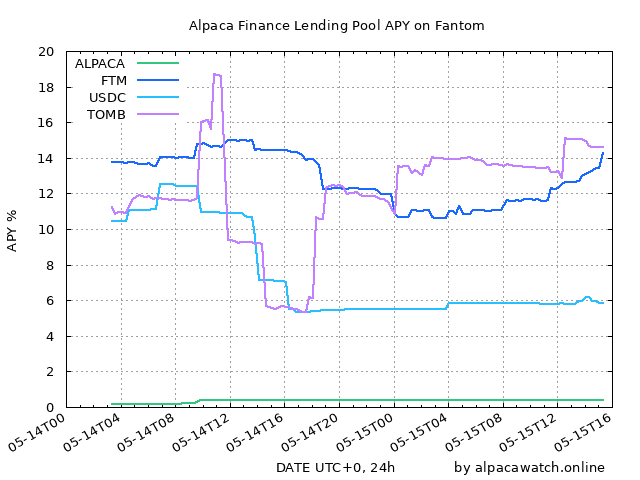 Alpaca Finance Lending Pool APY on Fantom
APY %
20
18
16
14
12
10
8
6
4
2
0
ALPACA
FTM
USDC
TOMB
05-14T00
05-14T04
05-14T08
05-14T12
05-14T16
05-14T20
05-15T00
05-15T04
05-15T08
05-15T12
05-15T16
DATE UTC+0, 24h
by alpacawatch.online